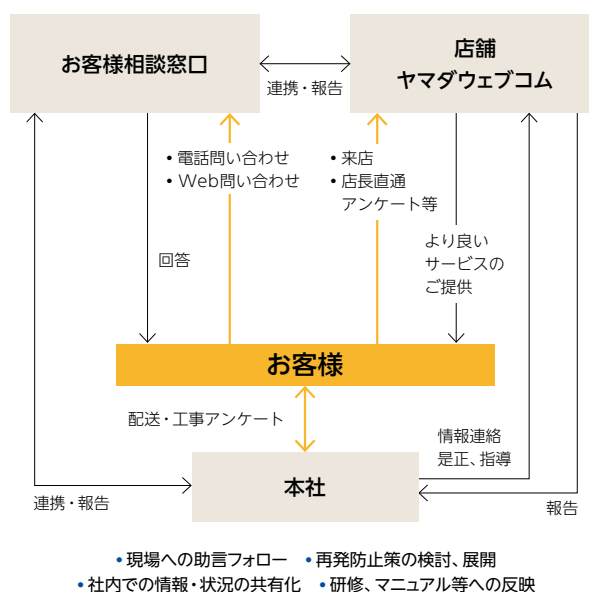 お客様相談窓口
店舗
ヤマダウェブコム
連携・報告
• 電話問い合わせ
• Web問い合わせ
• 来店
• 店長直通
アンケート等
回答
より良い
サービスの
ご提供
お客様
配送・工事アンケート
情報連絡
是正、指導
本社
連携・報告
報告
• 現場への助言フォロー • 再発防止策の検討、展開
• 社内での情報・状況の共有化 • 研修、マニュアル等への反映